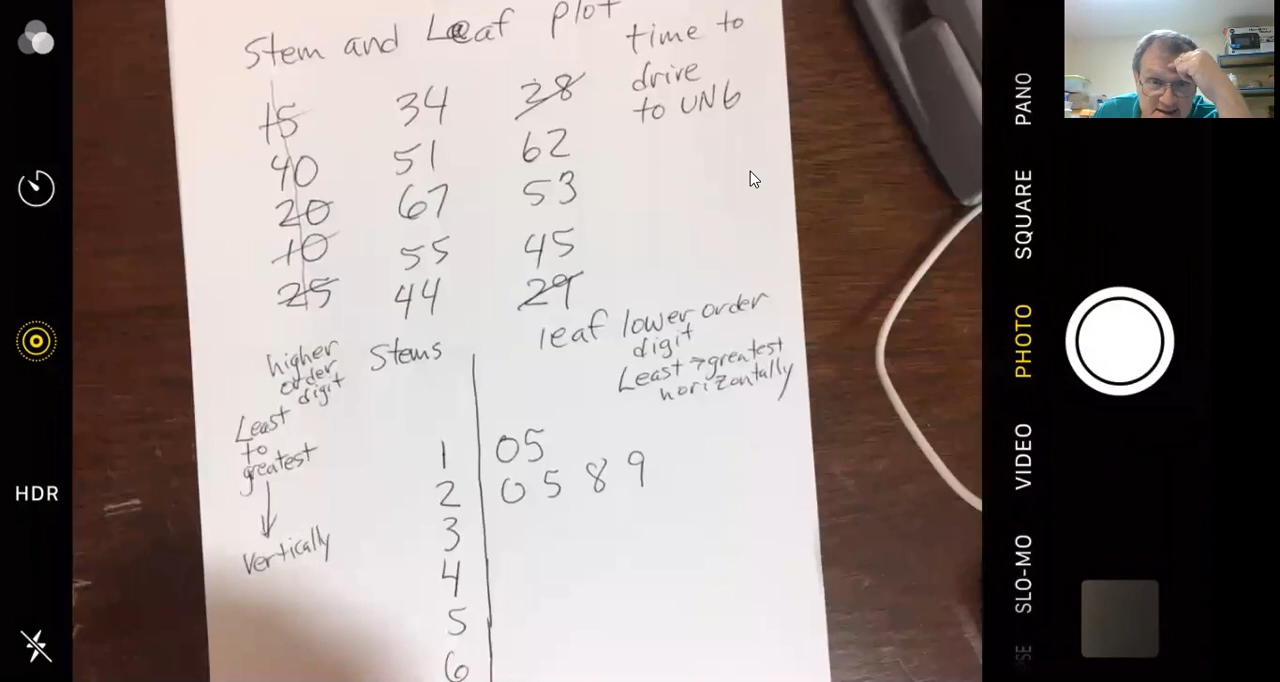 Stem and Leaf plot
time to
drive
to UNG
15 34 28
40 51 62
20 67 53
10 55 45
25 44 29
leaf lower order
digit
Least → greatest
horizontally
higher
order
digit
Stems
Least
to
greatest
↓
vertically
1 05
2 0 5 8 9
3
4
5
6
HDR
PANO
SQUARE
PHOTO
VIDEO
SLO-MO
SE